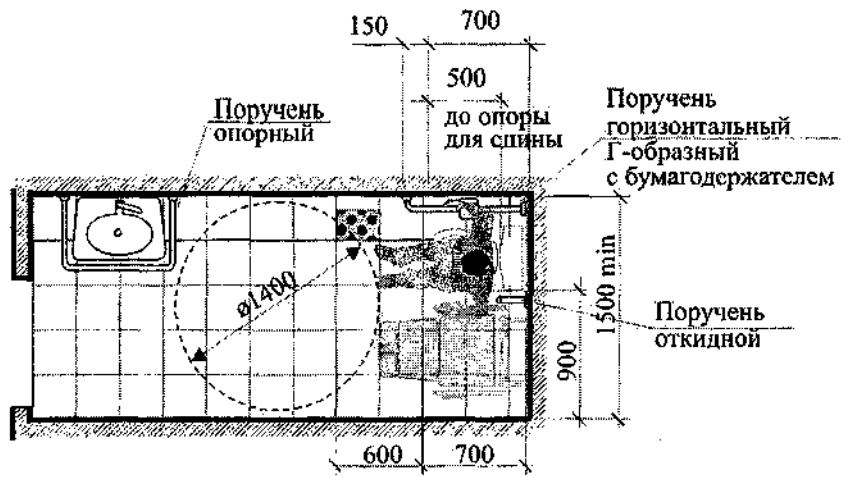 150
700
500
до опоры
для спины
Поручень
опорный
Поручень
горизонтальный
Г-образный
с бумагодержателем
ø1400
1500 min
900
Поручень
откидной
600
700